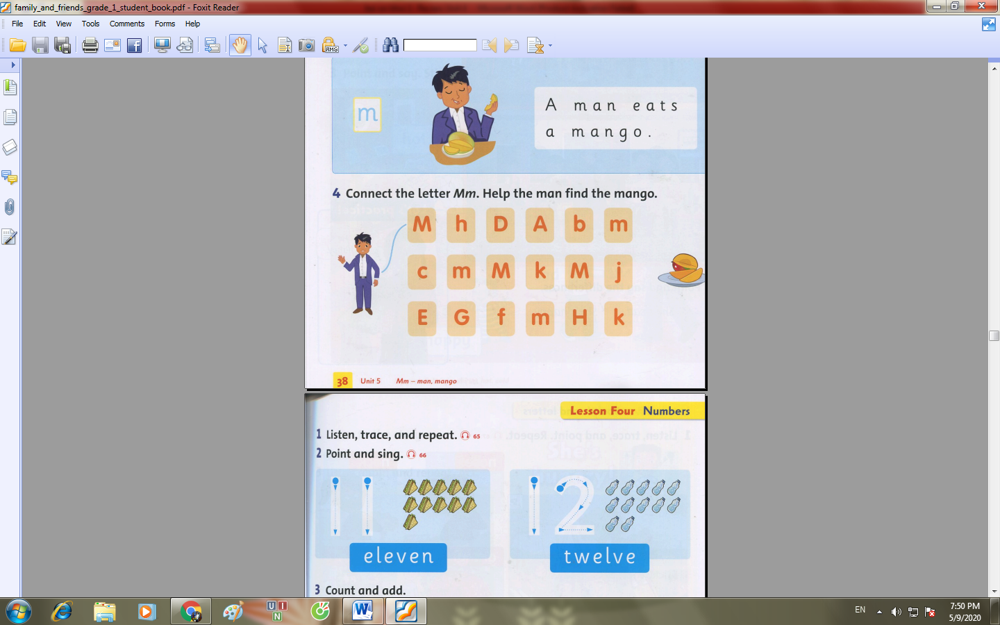 family_and_friends_grade_1_student_book.pdf - Foxit Reader
File Edit View Tools Comments Forms Help
RMS
m
A man eats
a mango.
4 Connect the letter Mm. Help the man find the mango.
M h D A b m
c m M k M j
E G f m H k
38 Unit 5 Mm – man, mango
Lesson Four Numbers
1 Listen, trace, and repeat. 65
2 Point and sing. 66
11
12
eleven
twelve
3 Count and add.
U I N
EN
7:50 PM
5/9/2020